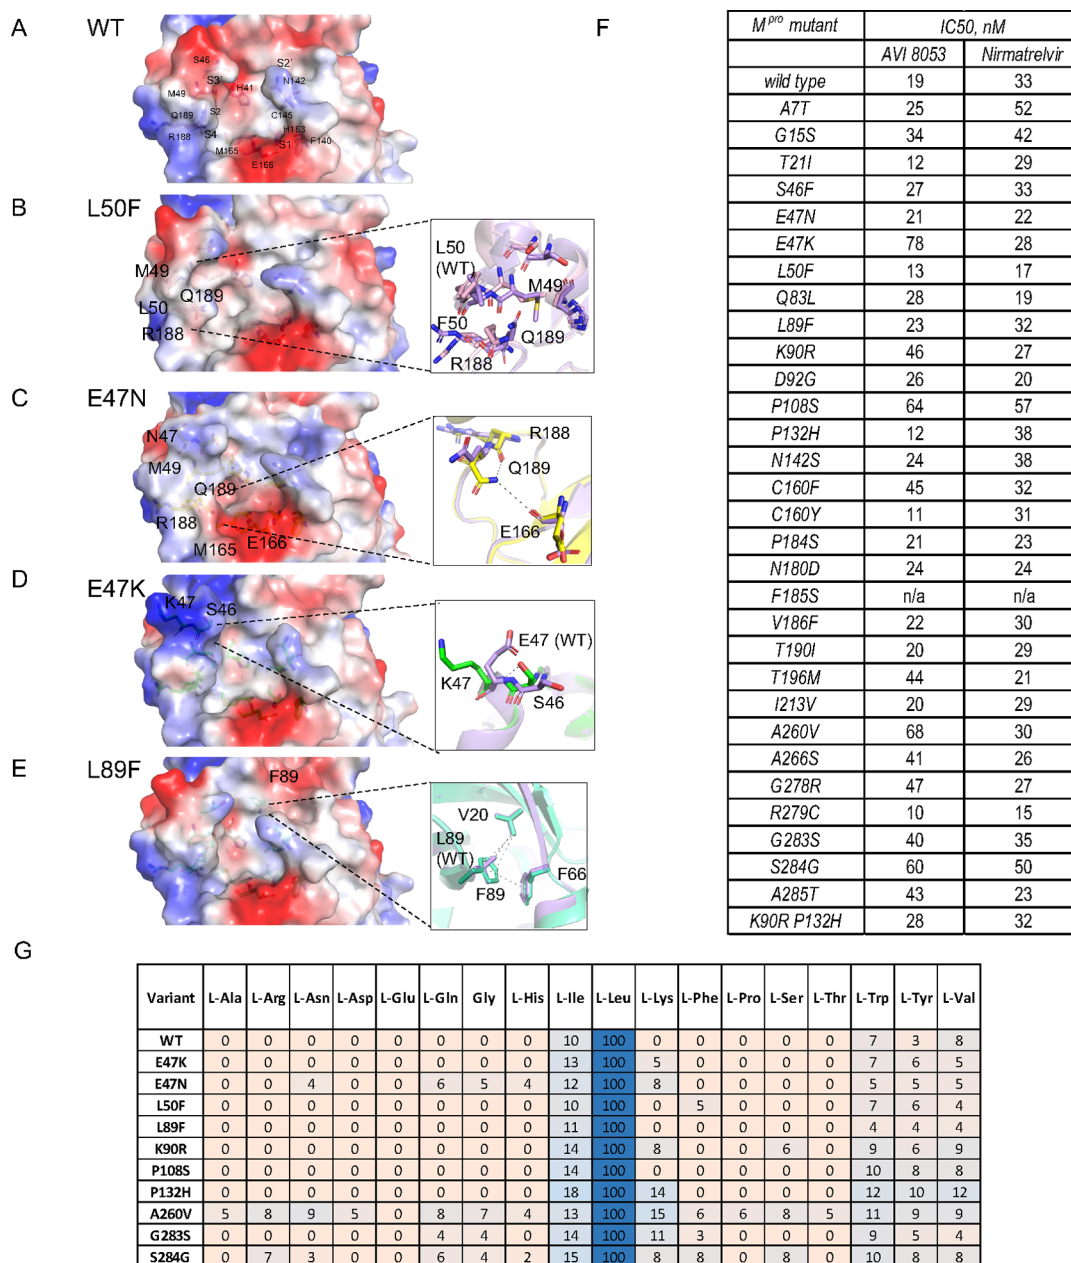 A WT
S46
S2'
S3'
N142
H41
M49
Q189
S2
C145
R188
S4
H163
M165
S1
F140
E166
B L50F
M49
Q189
L50
R188
L50
(WT)
M49
F50
Q189
R188
C E47N
N47
M49
Q189
R188
M165
E166
R188
Q189
E166
D E47K
K47
S46
E47 (WT)
K47
S46
E L89F
F89
V20
L89
(WT)
F89
F66
F
M pro mutant IC50, nM
AVI 8053 Nirmatrelvir
wild type 19 33
A7T 25 52
G15S 34 42
T21I 12 29
S46F 27 33
E47N 21 22
E47K 78 28
L50F 13 17
Q83L 28 19
L89F 23 32
K90R 46 27
D92G 26 20
P108S 64 57
P132H 12 38
N142S 24 38
C160F 45 32
C160Y 11 31
P184S 21 23
N180D 24 24
F185S n/a n/a
V186F 22 30
T190I 20 29
T196M 44 21
I213V 20 29
A260V 68 30
A266S 41 26
G278R 47 27
R279C 10 15
G283S 40 35
S284G 60 50
A285T 43 23
K90R P132H 28 32
G
Variant L-Ala L-Arg L-Asn L-Asp L-Glu L-Gln Gly L-His L-Ile L-Leu L-Lys L-Phe L-Pro L-Ser L-Thr L-Trp L-Tyr L-Val
WT 0 0 0 0 0 0 0 0 10 100 0 0 0 0 0 7 3 8
E47K 0 0 0 0 0 0 0 0 13 100 5 0 0 0 0 7 6 5
E47N 0 0 4 0 0 6 5 4 12 100 8 0 0 0 0 5 5 5
L50F 0 0 0 0 0 0 0 0 10 100 0 5 0 0 0 7 6 4
L89F 0 0 0 0 0 0 0 0 11 100 0 0 0 0 0 4 4 4
K90R 0 0 0 0 0 0 0 0 14 100 8 0 0 6 0 9 6 9
P108S 0 0 0 0 0 0 0 0 14 100 0 0 0 0 0 10 8 8
P132H 0 0 0 0 0 0 0 0 18 100 14 0 0 0 0 12 10 12
A260V 5 8 9 5 0 8 7 4 13 100 15 6 6 8 5 11 9 9
G283S 0 0 0 0 0 4 4 0 14 100 11 3 0 0 0 9 5 4
S284G 0 7 3 0 0 6 4 2 15 100 8 8 0 8 0 10 8 8